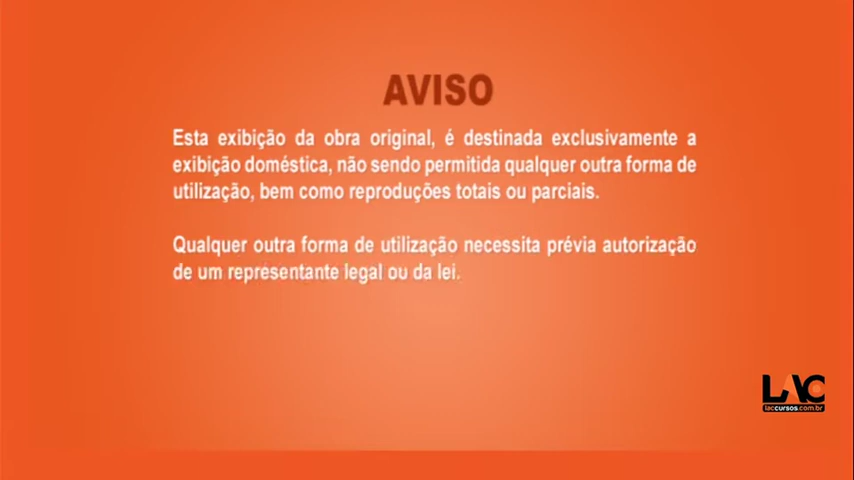 AVISO
Esta exibição da obra original, é destinada exclusivamente a
exibição doméstica, não sendo permitida qualquer outra forma de
utilização, bem como reproduções totais ou parciais.
Qualquer outra forma de utilização necessita prévia autorização
de um representante legal ou da lei.
LAC
laccursos.com.br